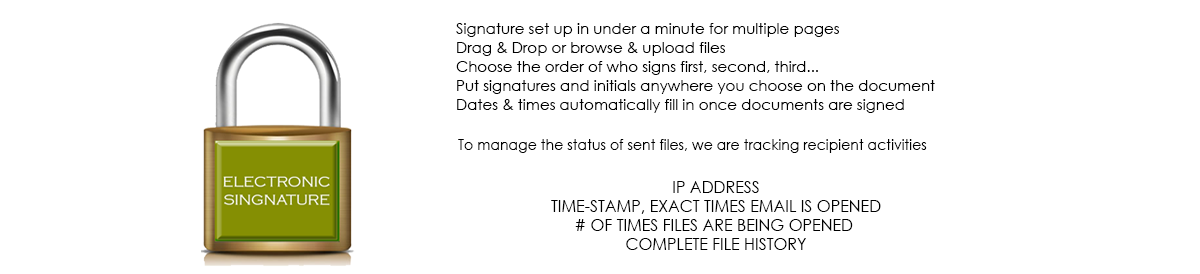 ELECTRONIC
SINGNATURE
Signature set up in under a minute for multiple pages
Drag & Drop or browse & upload files
Choose the order of who signs first, second, third...
Put signatures and initials anywhere you choose on the document
Dates & times automatically fill in once documents are signed
To manage the status of sent files, we are tracking recipient activities
IP ADDRESS
TIME-STAMP, EXACT TIMES EMAIL IS OPENED
# OF TIMES FILES ARE BEING OPENED
COMPLETE FILE HISTORY